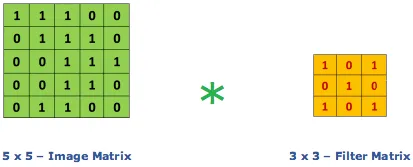 1 1 1 0 0
0 1 1 1 0
0 0 1 1 1
0 0 1 1 0
0 1 1 0 0
*
1 0 1
0 1 0
1 0 1
5 x 5 – Image Matrix
3 x 3 – Filter Matrix